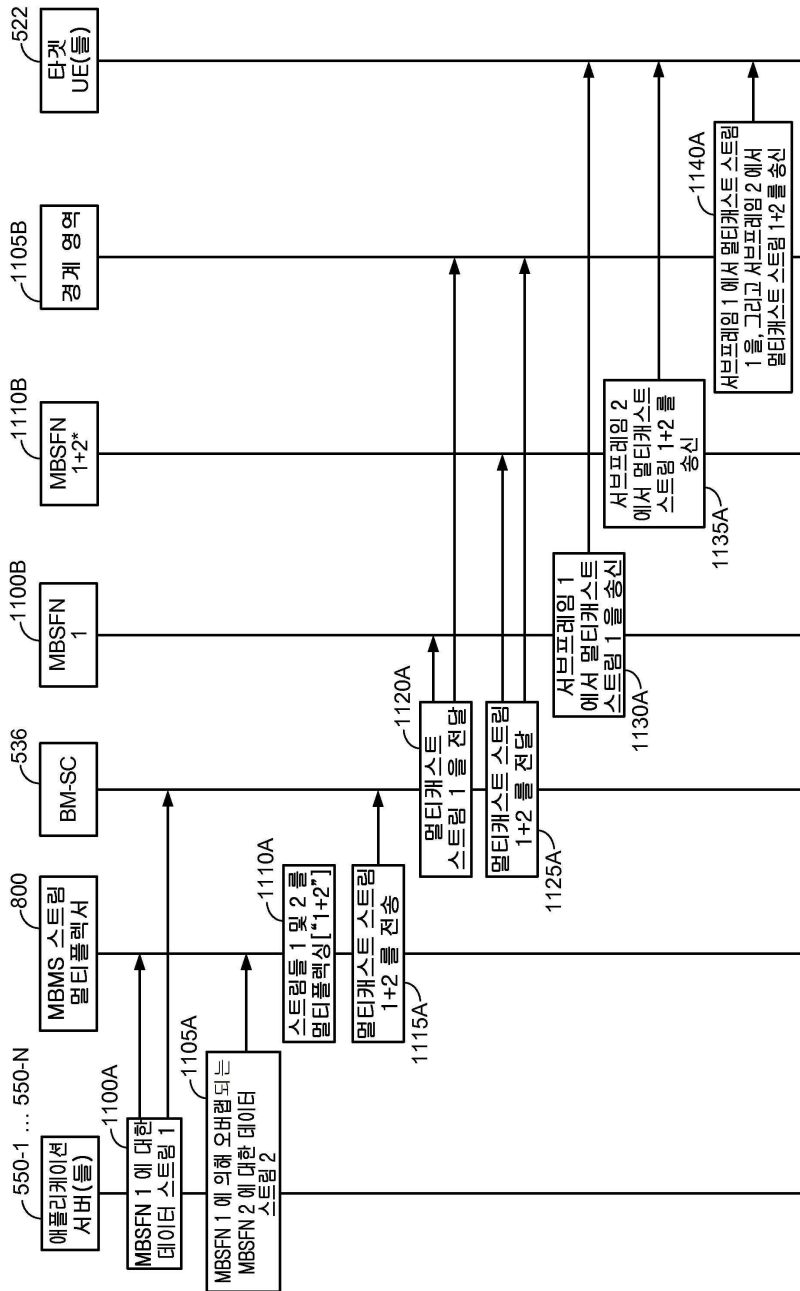 550-1 ... 550-N
애플리케이션
서버(들)
800
MBMS 스트림
멀티플렉서
536
BM-SC
1100B
MBSFN
1
1110B
MBSFN
1+2*
1105B
경계 영역
522
타겟
UE(들)
1100A
MBSFN 1 에 대한
데이터 스트림 1
1105A
MBSFN 1 에 의해 오버랩되는
MBSFN 2 에 대한 데이터
스트림 2
1110A
스트림들 1 및 2 를
멀티플렉싱["1+2"]
멀티캐스트 스트림
1+2 를 전송
1115A
1120A
멀티캐스트
스트림 1 을 전달
멀티캐스트 스트림
1+2 를 전달
1125A
서브프레임 1
에서 멀티캐스트
스트림 1 을 송신
1130A
서브프레임 2
에서 멀티캐스트
스트림 1+2 를
송신
1135A
1140A
서브프레임 1 에서 멀티캐스트 스트림
1 을, 그리고 서브프레임 2 에서
멀티캐스트 스트림 1+2 를 송신